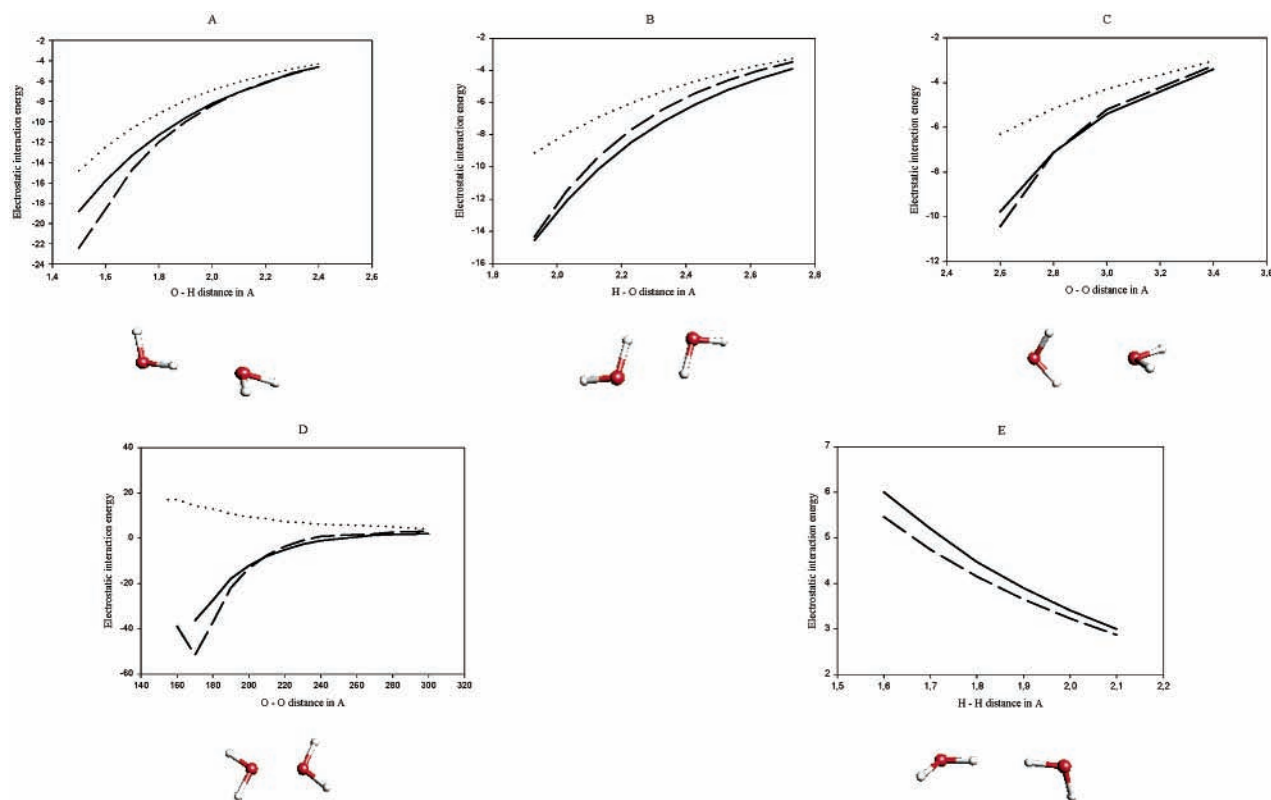 A
Electrostatic interaction energy
-2
-4
-6
-8
-10
-12
-14
-16
-18
-20
-22
-24
1,4 1,6 1,8 2,0 2,2 2,4 2,6
O - H distance in A
B
Electrostatic interaction energy
-2
-4
-6
-8
-10
-12
-14
-16
1,8 2,0 2,2 2,4 2,6 2,8
H - O distance in A
C
Electrstatic interaction energy
-2
-4
-6
-8
-10
-12
2,4 2,6 2,8 3,0 3,2 3,4 3,6
O - O distance in A
D
Electrostatic interaction energy
40
20
0
-20
-40
-60
140 160 180 200 220 240 260 280 300 320
O - O distance in A
E
Electrostatic interaction energy
7
6
5
4
3
2
1,5 1,6 1,7 1,8 1,9 2,0 2,1 2,2
H - H distance in A